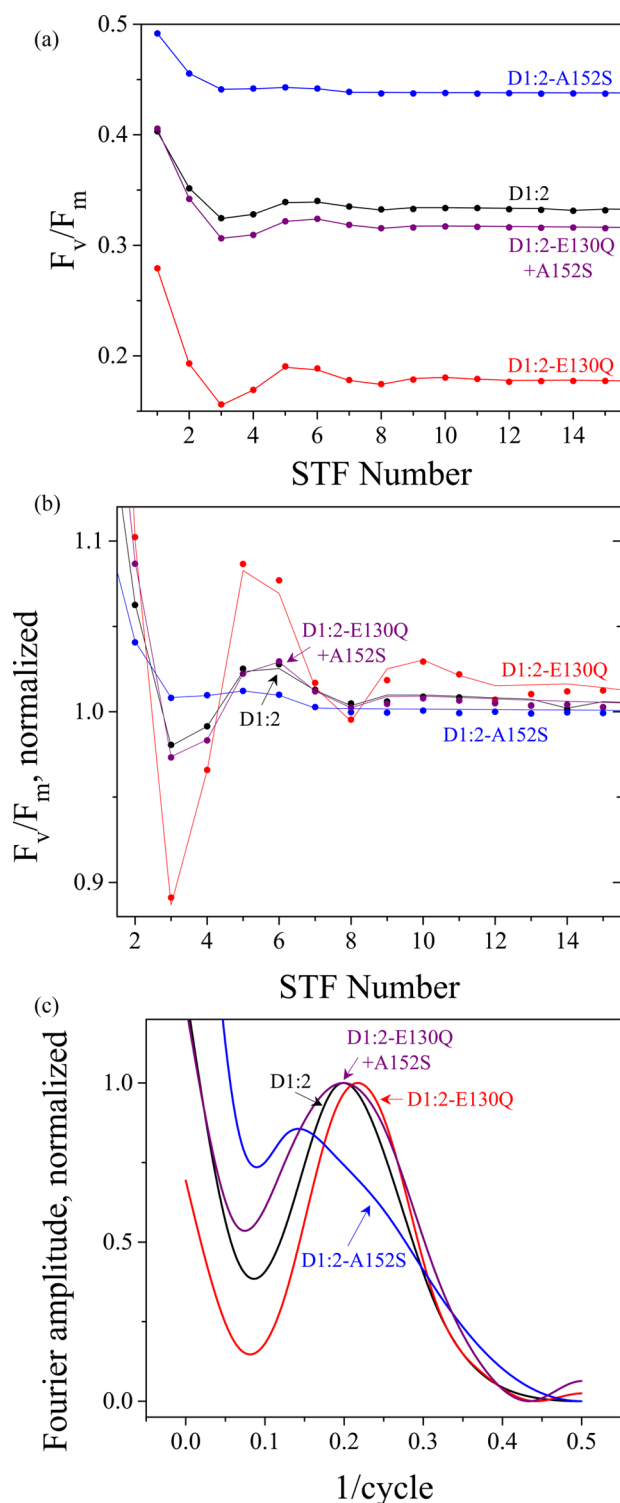 (a)
0.5
0.4
0.3
0.2
F_v/F_m
D1:2-A152S
D1:2
D1:2-E130Q
+A152S
D1:2-E130Q
2 4 6 8 10 12 14
STF Number
(b)
1.1
1.0
0.9
F_v/F_m, normalized
D1:2-E130Q
+A152S
D1:2
D1:2-E130Q
D1:2-A152S
2 4 6 8 10 12 14
STF Number
(c)
1.0
0.5
0.0
Fourier amplitude, normalized
D1:2-E130Q
+A152S
D1:2
D1:2-E130Q
D1:2-A152S
0.0 0.1 0.2 0.3 0.4 0.5
1/cycle